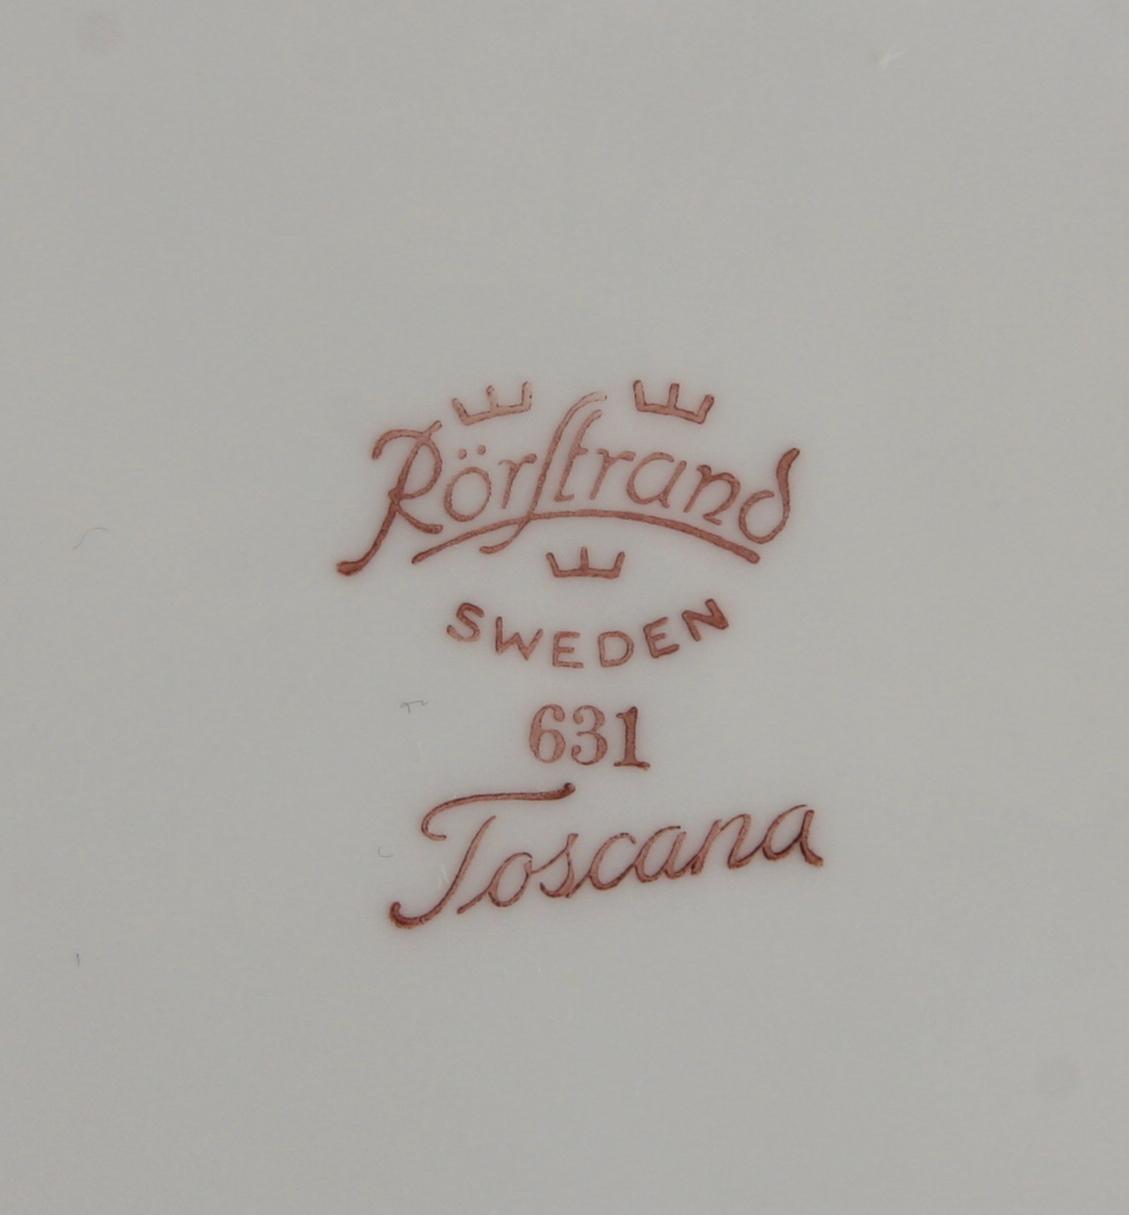 Rörstrand
SWEDEN
631
Toscana